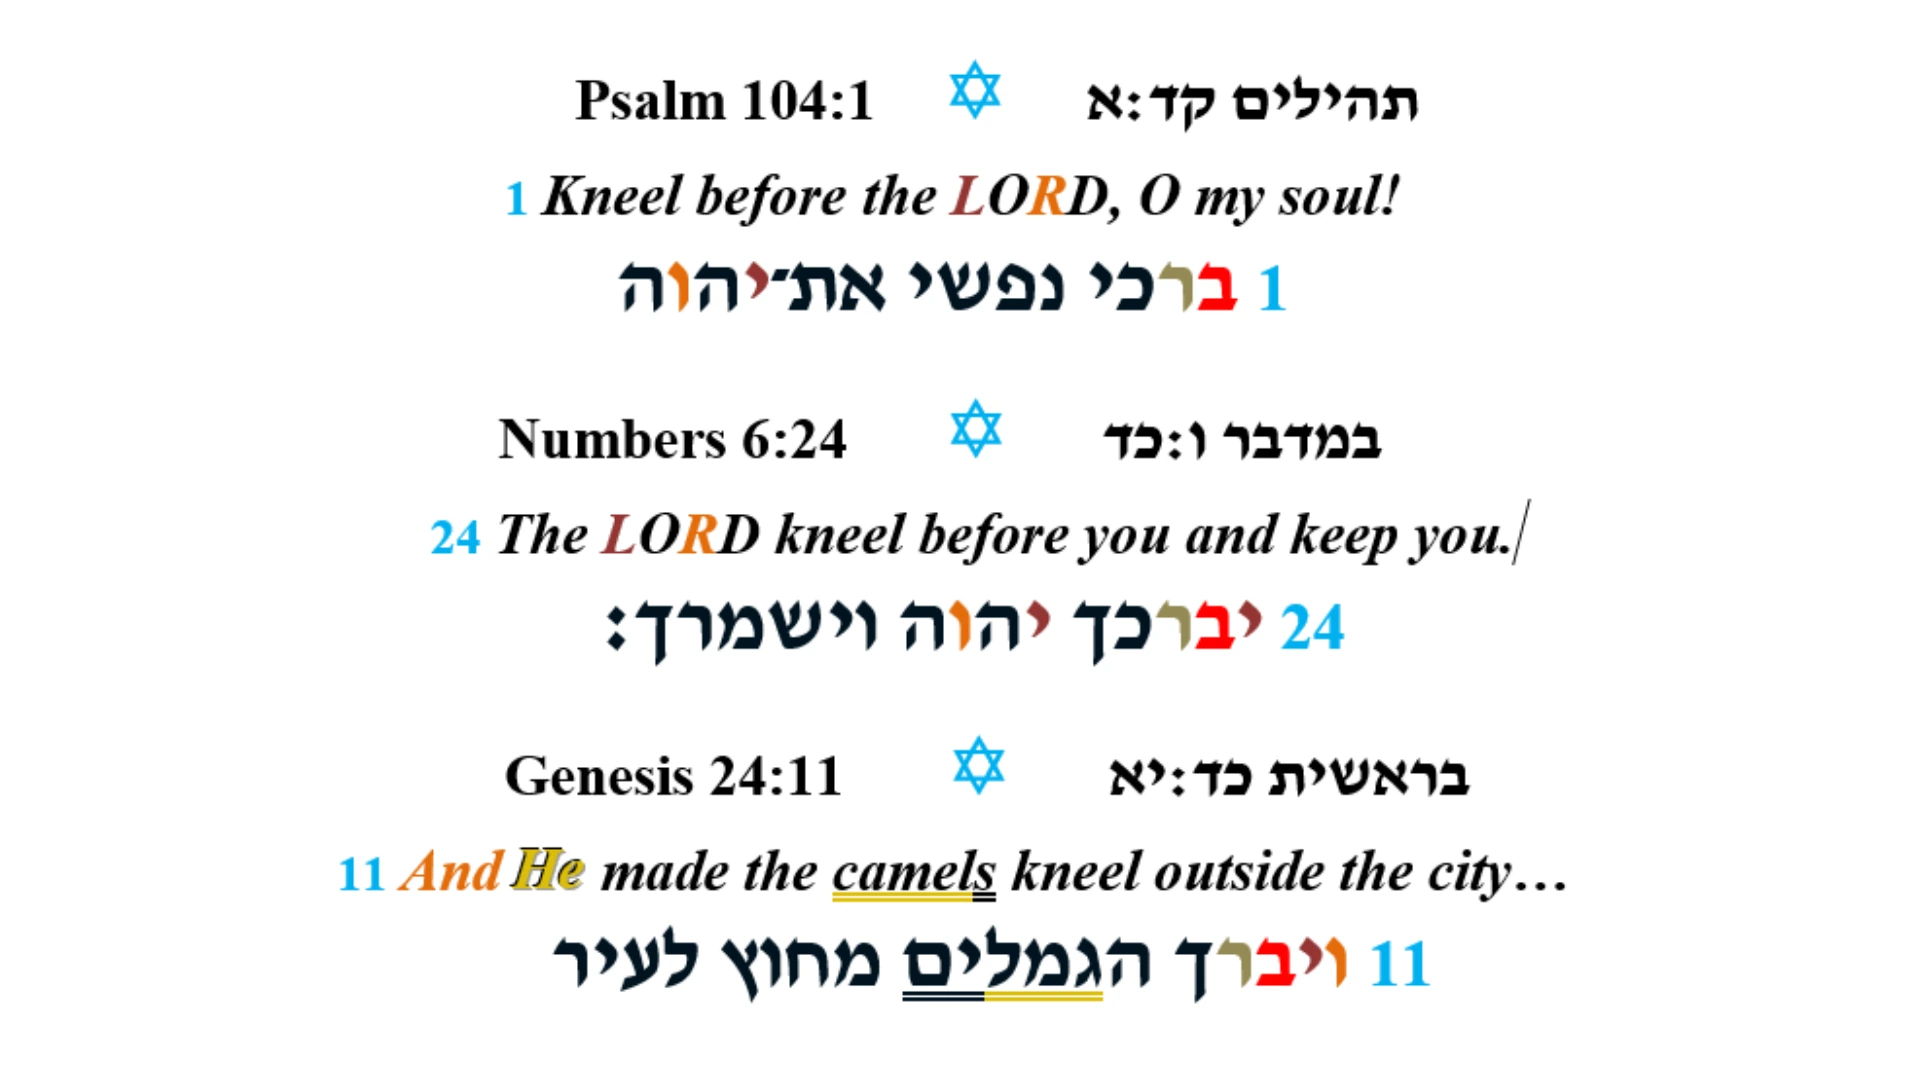 Psalm 104:1 ✡ תהילים קד:א
1 Kneel before the LORD, O my soul!
1 ברכי נפשי את־יהוה
Numbers 6:24 ✡ במדבר ו:כד
24 The LORD kneel before you and keep you.
24 יברכך יהוה וישמרך:
Genesis 24:11 ✡ בראשית כד:יא
11 And He made the camels kneel outside the city…
11 ויברך הגמלים מחוץ לעיר